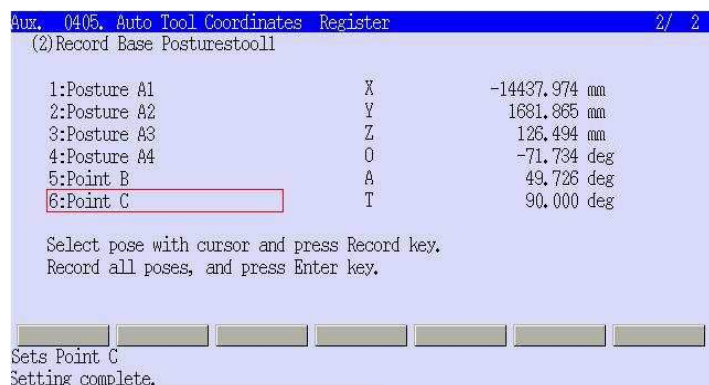 Aux. 0405. Auto Tool Coordinates Register 2/ 2
(2)Record Base Posturestool1
1:Posture A1 X -14437.974 mm
2:Posture A2 Y 1681.865 mm
3:Posture A3 Z 126.494 mm
4:Posture A4 O -71.734 deg
5:Point B A 49.726 deg
6:Point C T 90.000 deg
Select pose with cursor and press Record key.
Record all poses, and press Enter key.
Sets Point C
Setting complete.